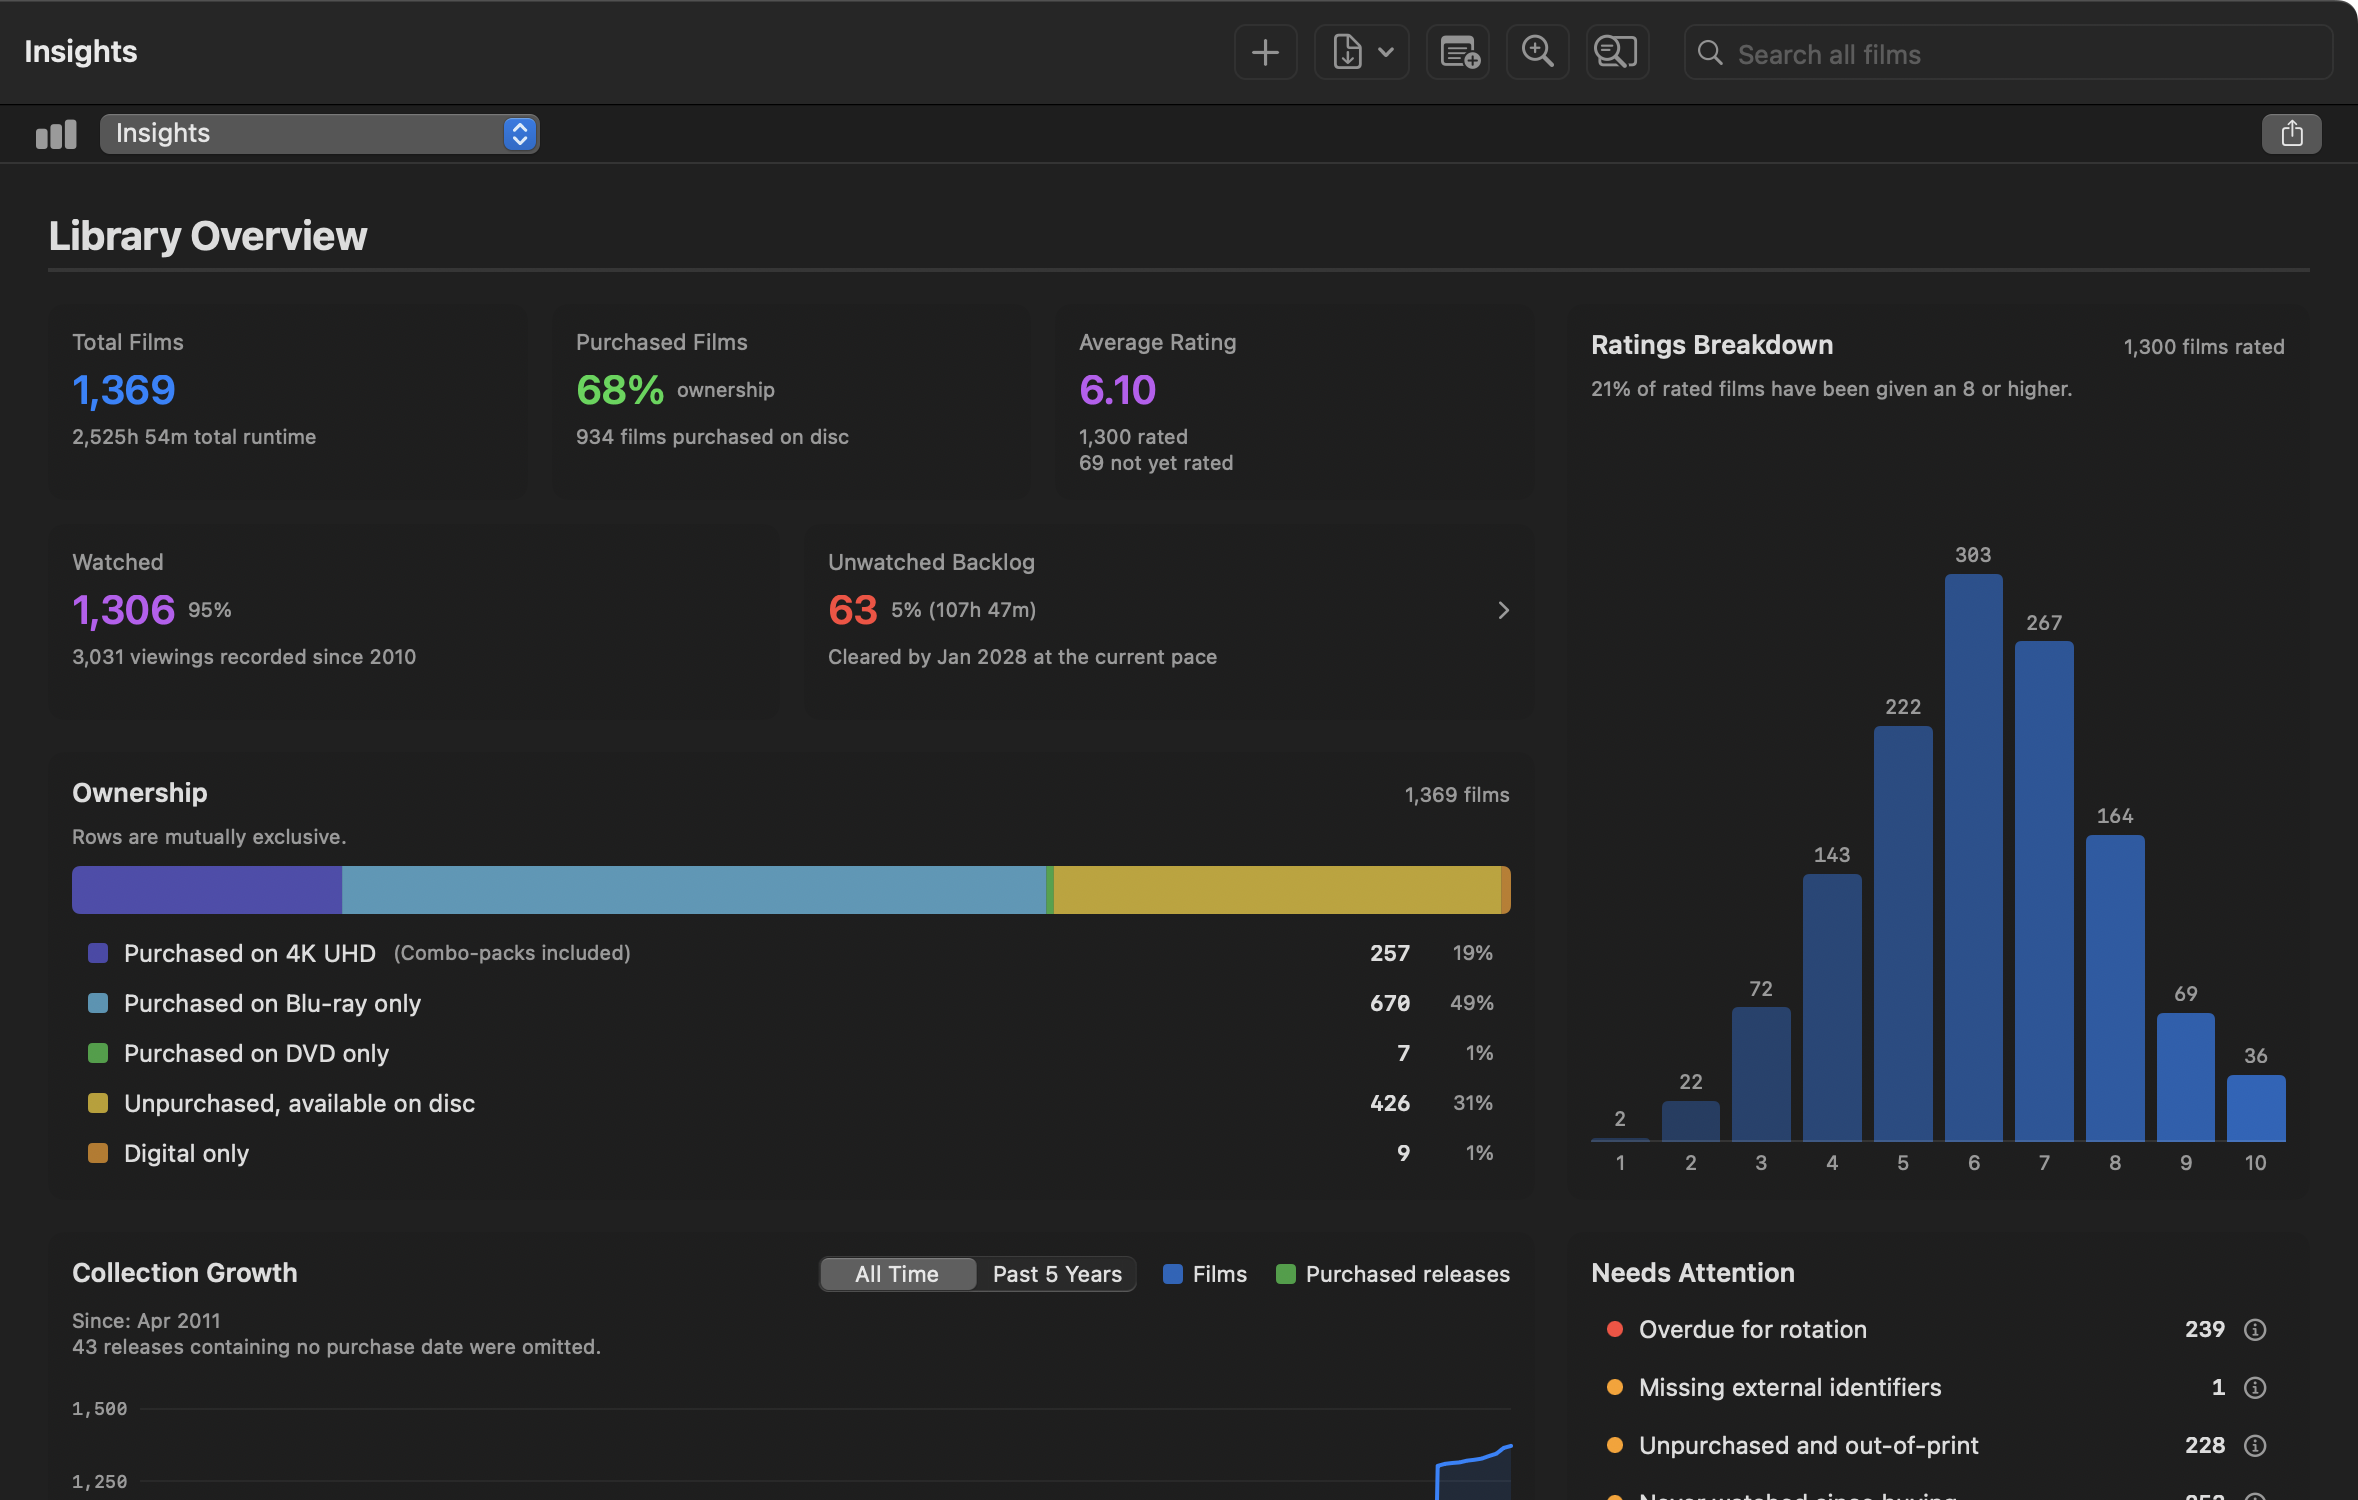 Insights
Search all films
Insights
Library Overview
Total Films
1,369
2,525h 54m total runtime
Purchased Films
68% ownership
934 films purchased on disc
Average Rating
6.10
1,300 rated
69 not yet rated
Ratings Breakdown
1,300 films rated
21% of rated films have been given an 8 or higher.
Watched
1,306 95%
3,031 viewings recorded since 2010
Unwatched Backlog
63 5% (107h 47m)
Cleared by Jan 2028 at the current pace
303
267
222
164
143
72
69
36
22
2
1 2 3 4 5 6 7 8 9 10
Ownership
1,369 films
Rows are mutually exclusive.
Purchased on 4K UHD (Combo-packs included) 257 19%
Purchased on Blu-ray only 670 49%
Purchased on DVD only 7 1%
Unpurchased, available on disc 426 31%
Digital only 9 1%
Collection Growth
All Time Past 5 Years Films Purchased releases
Since: Apr 2011
43 releases containing no purchase date were omitted.
1,500
1,250
Needs Attention
Overdue for rotation 239
Missing external identifiers 1
Unpurchased and out-of-print 228
Never watched since buying